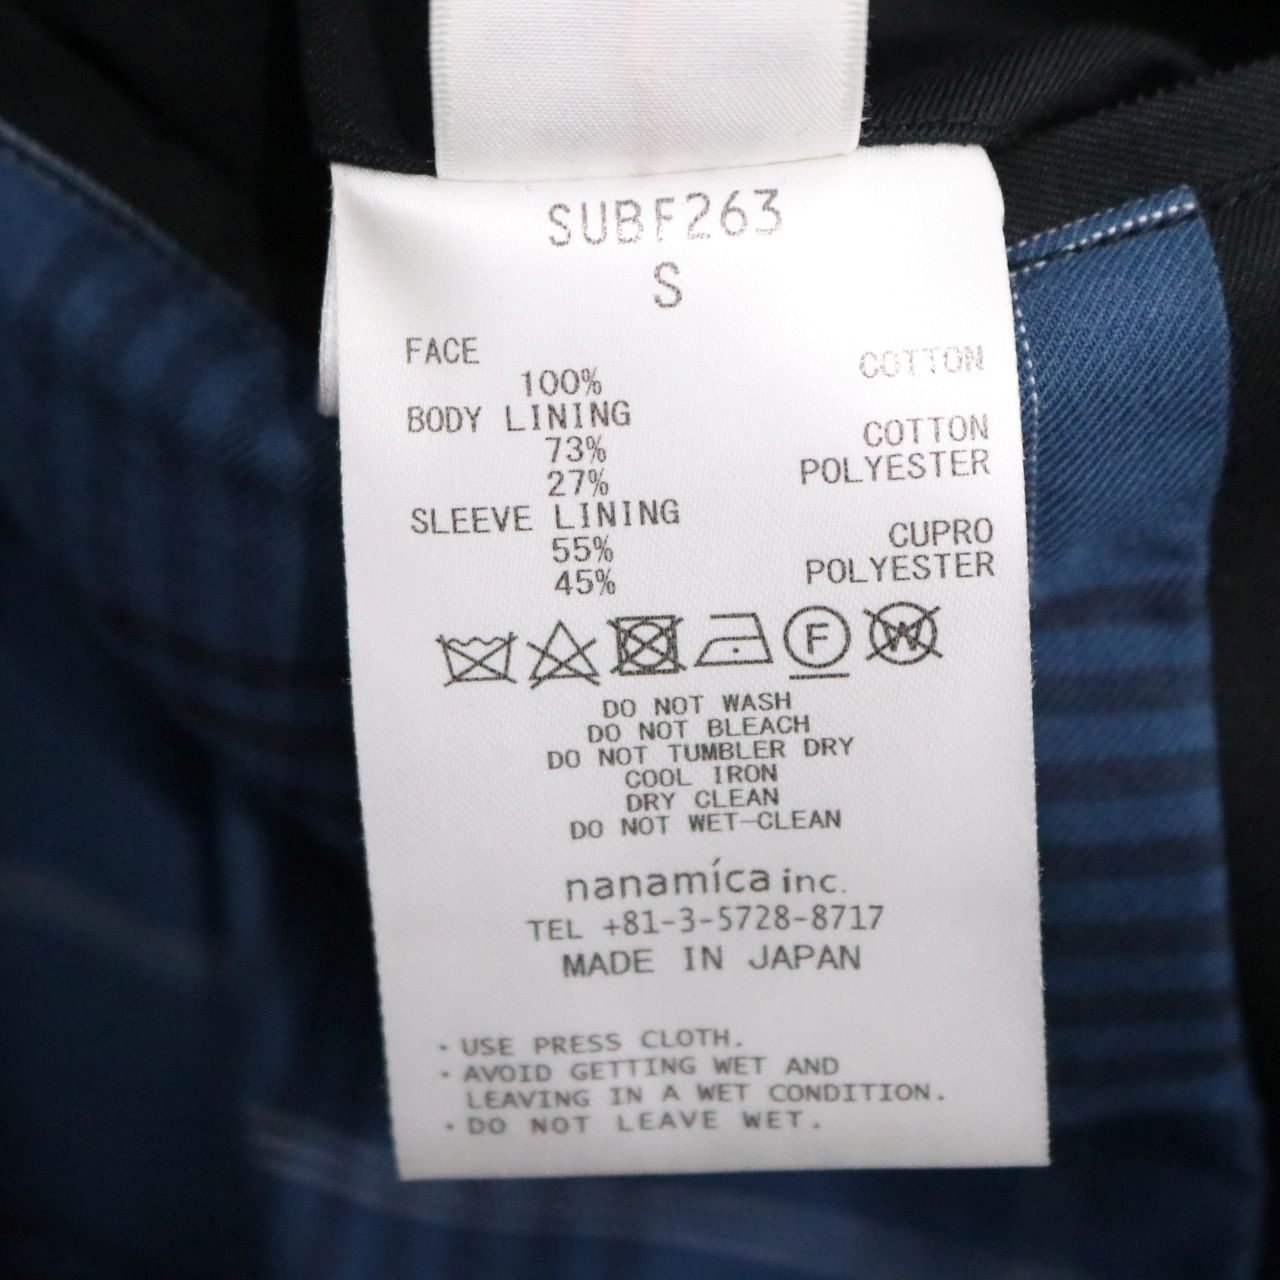 SUBF263
S
FACE
100% COTTON
BODY LINING
73% COTTON
27% POLYESTER
SLEEVE LINING
55% CUPRO
45% POLYESTER
F W
DO NOT WASH
DO NOT BLEACH
DO NOT TUMBLER DRY
COOL IRON
DRY CLEAN
DO NOT WET-CLEAN
nanamíca inc.
TEL +81-3-5728-8717
MADE IN JAPAN
・USE PRESS CLOTH.
・AVOID GETTING WET AND
LEAVING IN A WET CONDITION.
・DO NOT LEAVE WET.